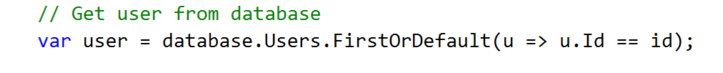 // Get user from database
var user = database.Users.FirstOrDefault(u => u.Id == id);